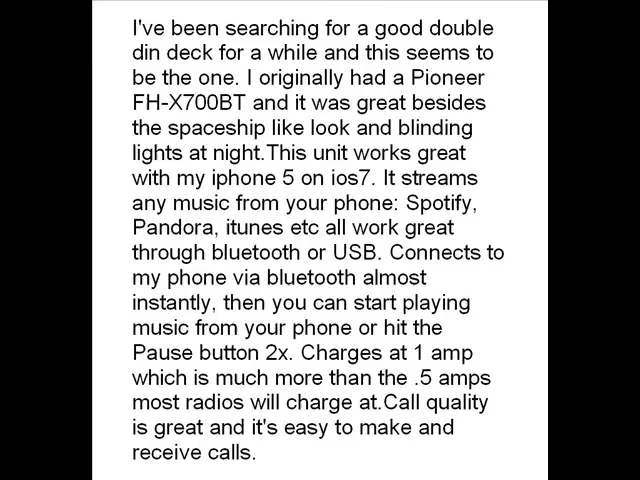 I've been searching for a good double
din deck for a while and this seems to
be the one. I originally had a Pioneer
FH-X700BT and it was great besides
the spaceship like look and blinding
lights at night.This unit works great
with my iphone 5 on ios7. It streams
any music from your phone: Spotify,
Pandora, itunes etc all work great
through bluetooth or USB. Connects to
my phone via bluetooth almost
instantly, then you can start playing
music from your phone or hit the
Pause button 2x. Charges at 1 amp
which is much more than the .5 amps
most radios will charge at.Call quality
is great and it's easy to make and
receive calls.